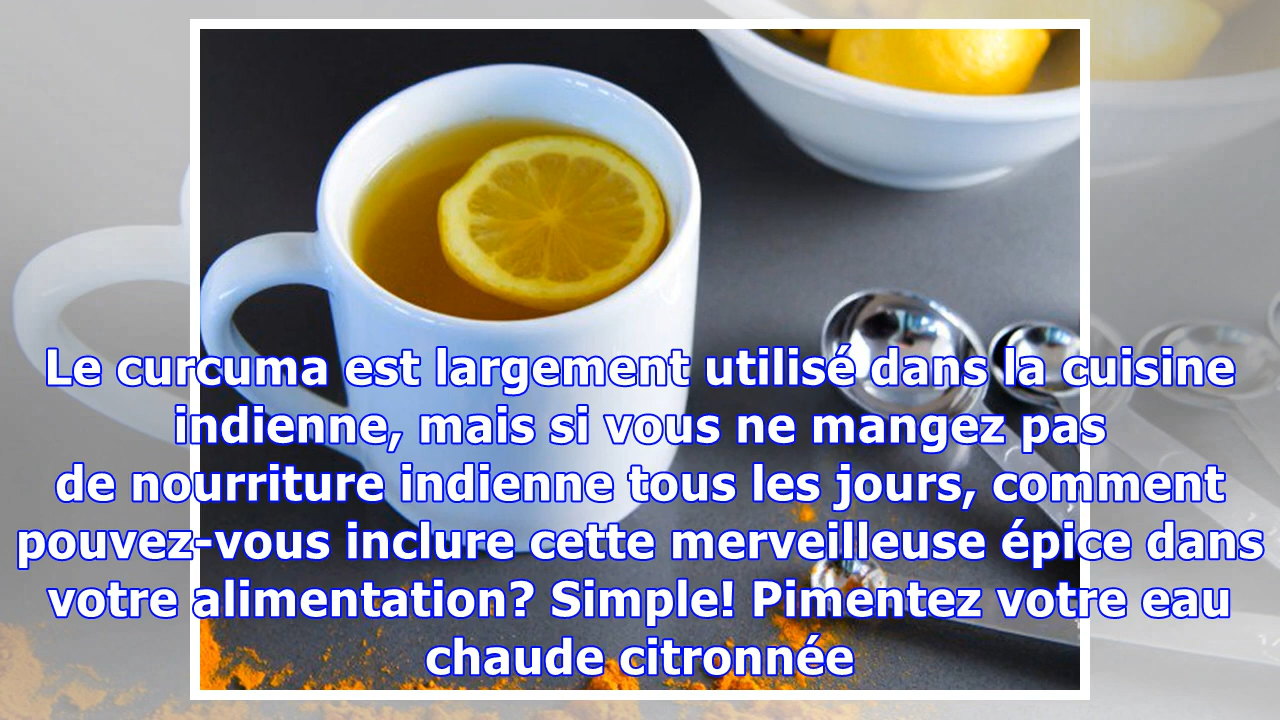 Le curcuma est largement utilisé dans la cuisine
indienne, mais si vous ne mangez pas
de nourriture indienne tous les jours, comment
pouvez-vous inclure cette merveilleuse épice dans
votre alimentation? Simple! Pimentez votre eau
chaude citronnée